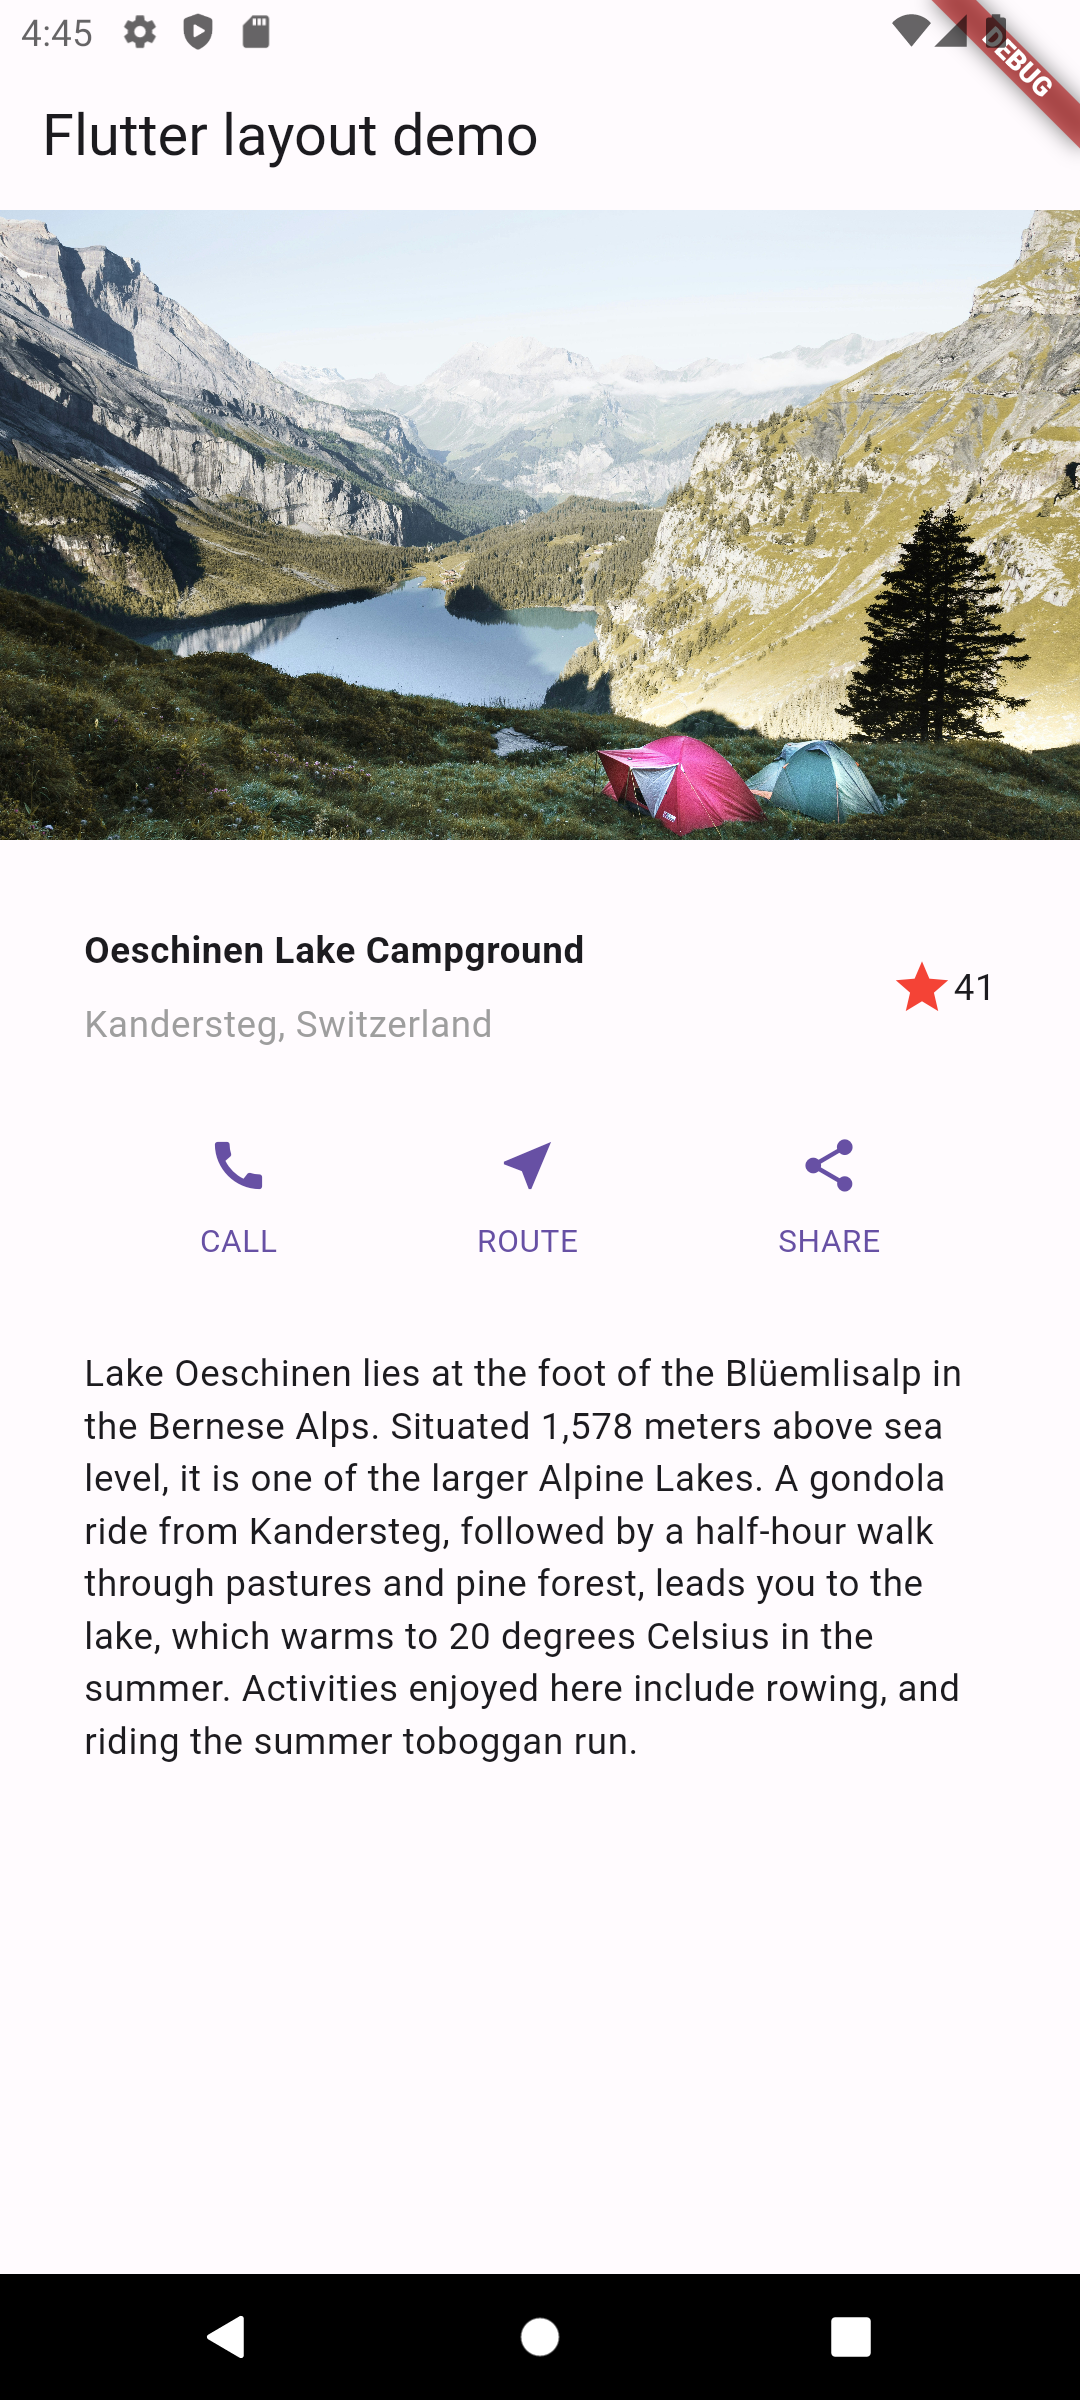 4:45
DEBUG
Flutter layout demo
Oeschinen Lake Campground
Kandersteg, Switzerland
41
CALL
ROUTE
SHARE
Lake Oeschinen lies at the foot of the Blüemlisalp in
the Bernese Alps. Situated 1,578 meters above sea
level, it is one of the larger Alpine Lakes. A gondola
ride from Kandersteg, followed by a half-hour walk
through pastures and pine forest, leads you to the
lake, which warms to 20 degrees Celsius in the
summer. Activities enjoyed here include rowing, and
riding the summer toboggan run.